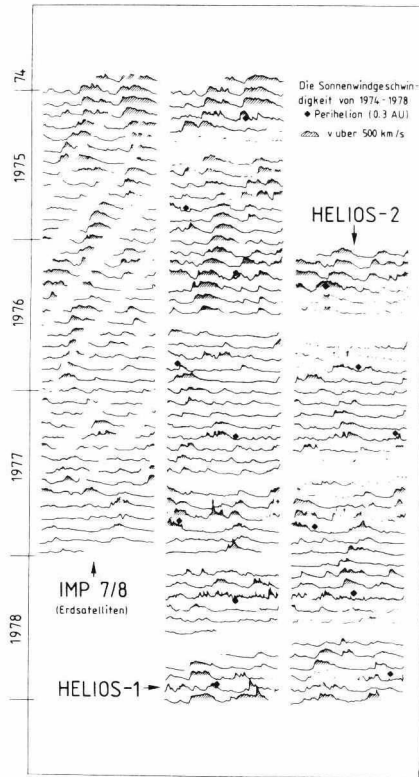 74
1975
1976
1977
1978
Die Sonnenwindgeschwin-
digkeit von 1974-1978
◆ Perihelion (0.3 AU)
v uber 500 km/s
HELIOS-2
IMP 7/8
(Erdsatelliten)
HELIOS-1